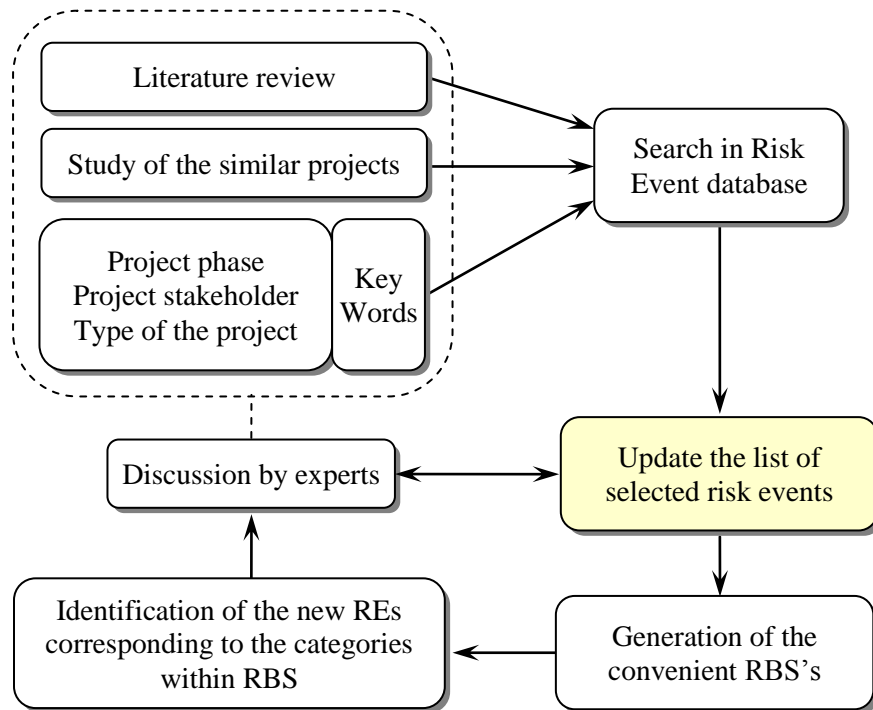 Literature review
Study of the similar projects
Project phase
Project stakeholder
Type of the project
Key
Words
Search in Risk
Event database
Discussion by experts
Update the list of
selected risk events
Identification of the new REs
corresponding to the categories
within RBS
Generation of the
convenient RBS’s